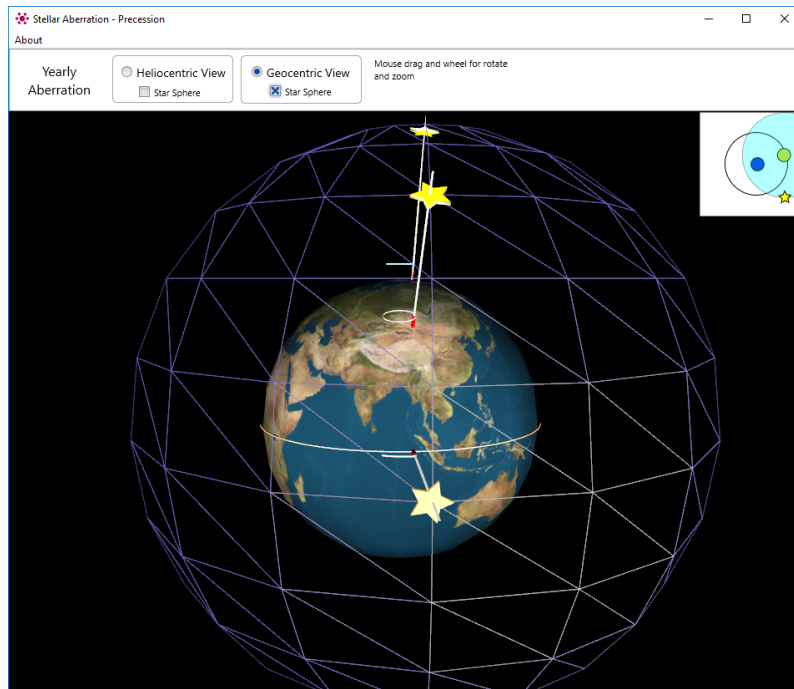 Stellar Aberration - Precession
About
Yearly
Aberration
Heliocentric View
Star Sphere
Geocentric View
Star Sphere
Mouse drag and wheel for rotate
and zoom